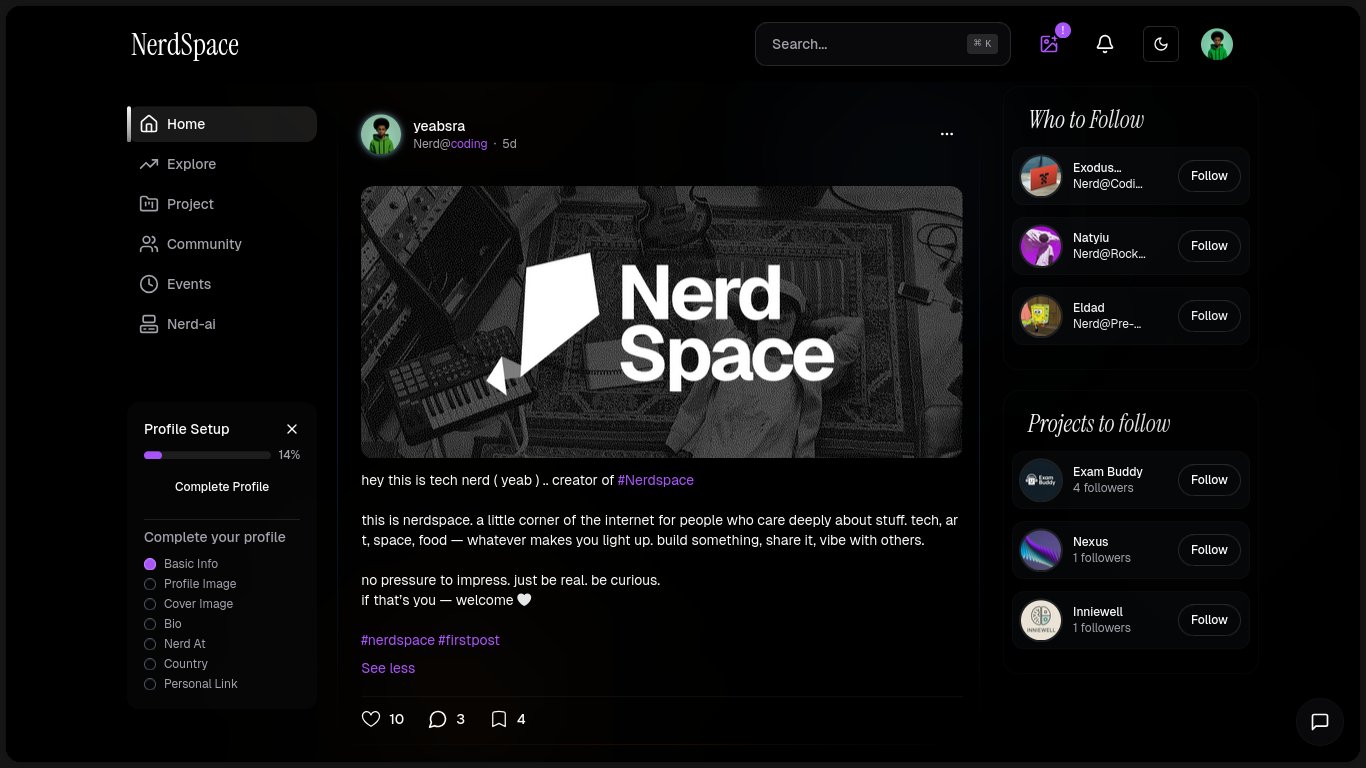 NerdSpace
Search...
⌘ K
!
Home
Explore
Project
Community
Events
Nerd-ai
Profile Setup
14%
Complete Profile
Complete your profile
Basic Info
Profile Image
Cover Image
Bio
Nerd At
Country
Personal Link
yeabsra
Nerd@coding · 5d
Nerd
Space
hey this is tech nerd ( yeab ) .. creator of #Nerdspace
this is nerdspace. a little corner of the internet for people who care deeply about stuff. tech, ar
t, space, food — whatever makes you light up. build something, share it, vibe with others.
no pressure to impress. just be real. be curious.
if that's you — welcome 🤍
#nerdspace #firstpost
See less
10
3
4
Who to Follow
Exodus...
Nerd@Codi...
Follow
Natyiu
Nerd@Rock...
Follow
Eldad
Nerd@Pre-...
Follow
Projects to follow
Exam
Buddy
Exam Buddy
4 followers
Follow
Nexus
1 followers
Follow
INNIEWELL
Inniewell
1 followers
Follow